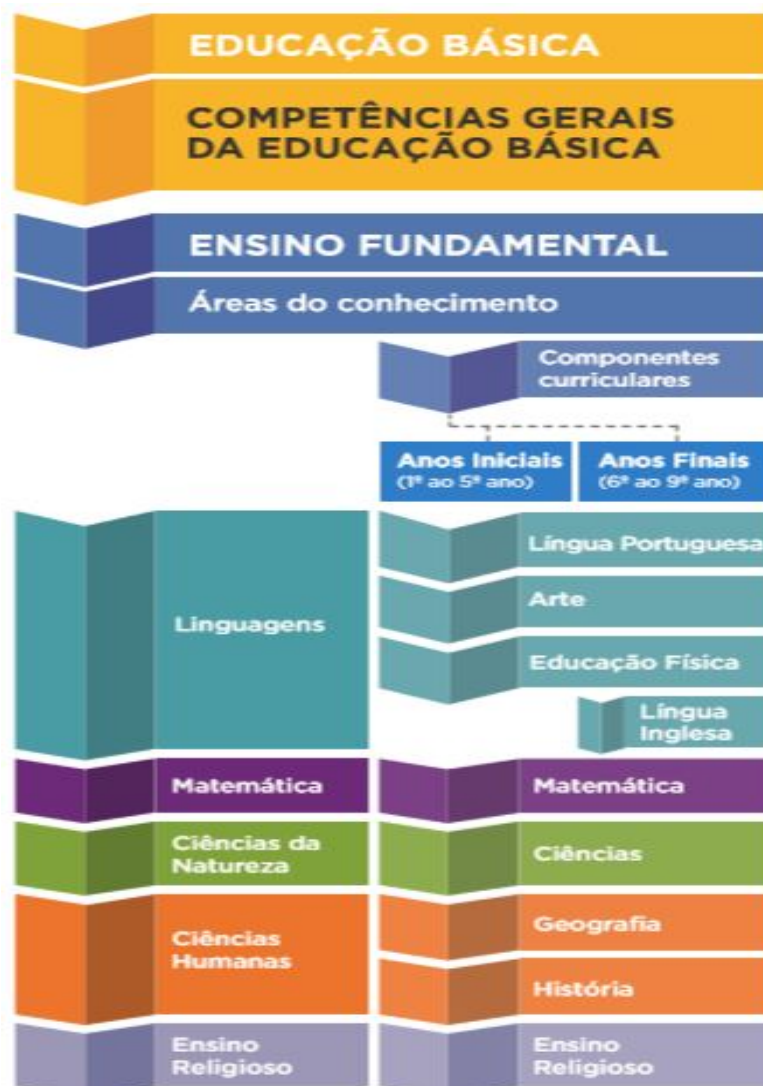 EDUCAÇÃO BÁSICA
COMPETÊNCIAS GERAIS
DA EDUCAÇÃO BÁSICA
ENSINO FUNDAMENTAL
Áreas do conhecimento
Componentes
curriculares
Anos Iniciais
(1º ao 5º ano)
Anos Finais
(6º ao 9º ano)
Linguagens
Língua Portuguesa
Arte
Educação Física
Língua
Inglesa
Matemática
Matemática
Ciências da
Natureza
Ciências
Ciências
Humanas
Geografia
História
Ensino
Religioso
Ensino
Religioso